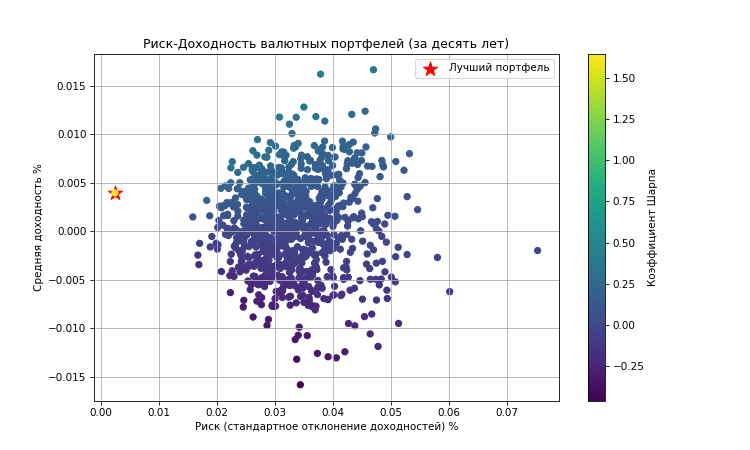 Риск-Доходность валютных портфелей (за десять лет)
Лучший портфель
Средняя доходность %
0.015
0.010
0.005
0.000
−0.005
−0.010
−0.015
0.00 0.01 0.02 0.03 0.04 0.05 0.06 0.07
Риск (стандартное отклонение доходностей) %
1.50
1.25
1.00
0.75
0.50
0.25
0.00
−0.25
Коэффициент Шарпа